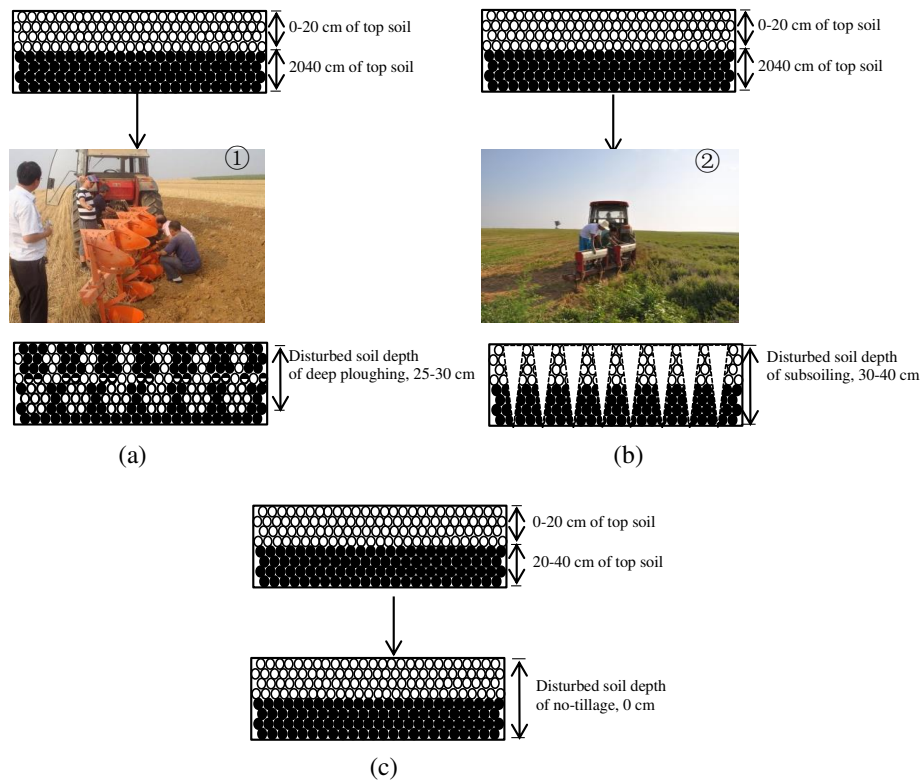 0-20 cm of top soil
2040 cm of top soil
①
Disturbed soil depth
of deep ploughing, 25-30 cm
(a)
0-20 cm of top soil
2040 cm of top soil
②
Disturbed soil depth
of subsoiling, 30-40 cm
(b)
0-20 cm of top soil
20-40 cm of top soil
Disturbed soil depth
of no-tillage, 0 cm
(c)